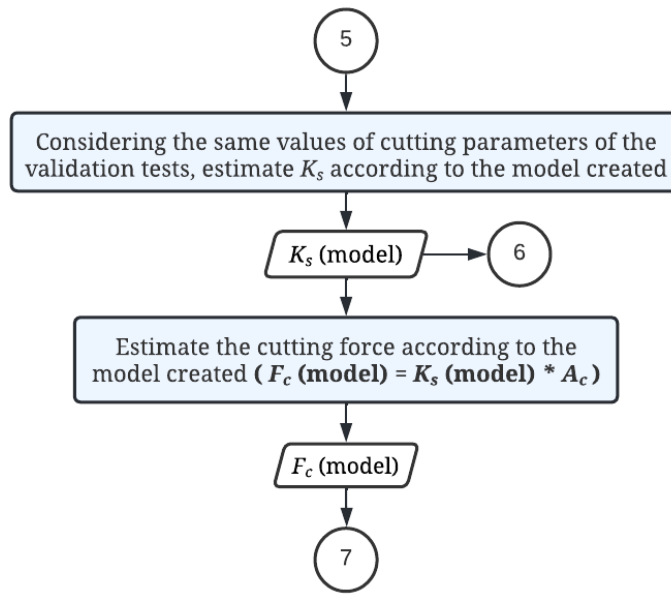 5
Considering the same values of cutting parameters of the
validation tests, estimate Ks according to the model created
Ks (model)
6
Estimate the cutting force according to the
model created ( Fc (model) = Ks (model) * Ac )
Fc (model)
7